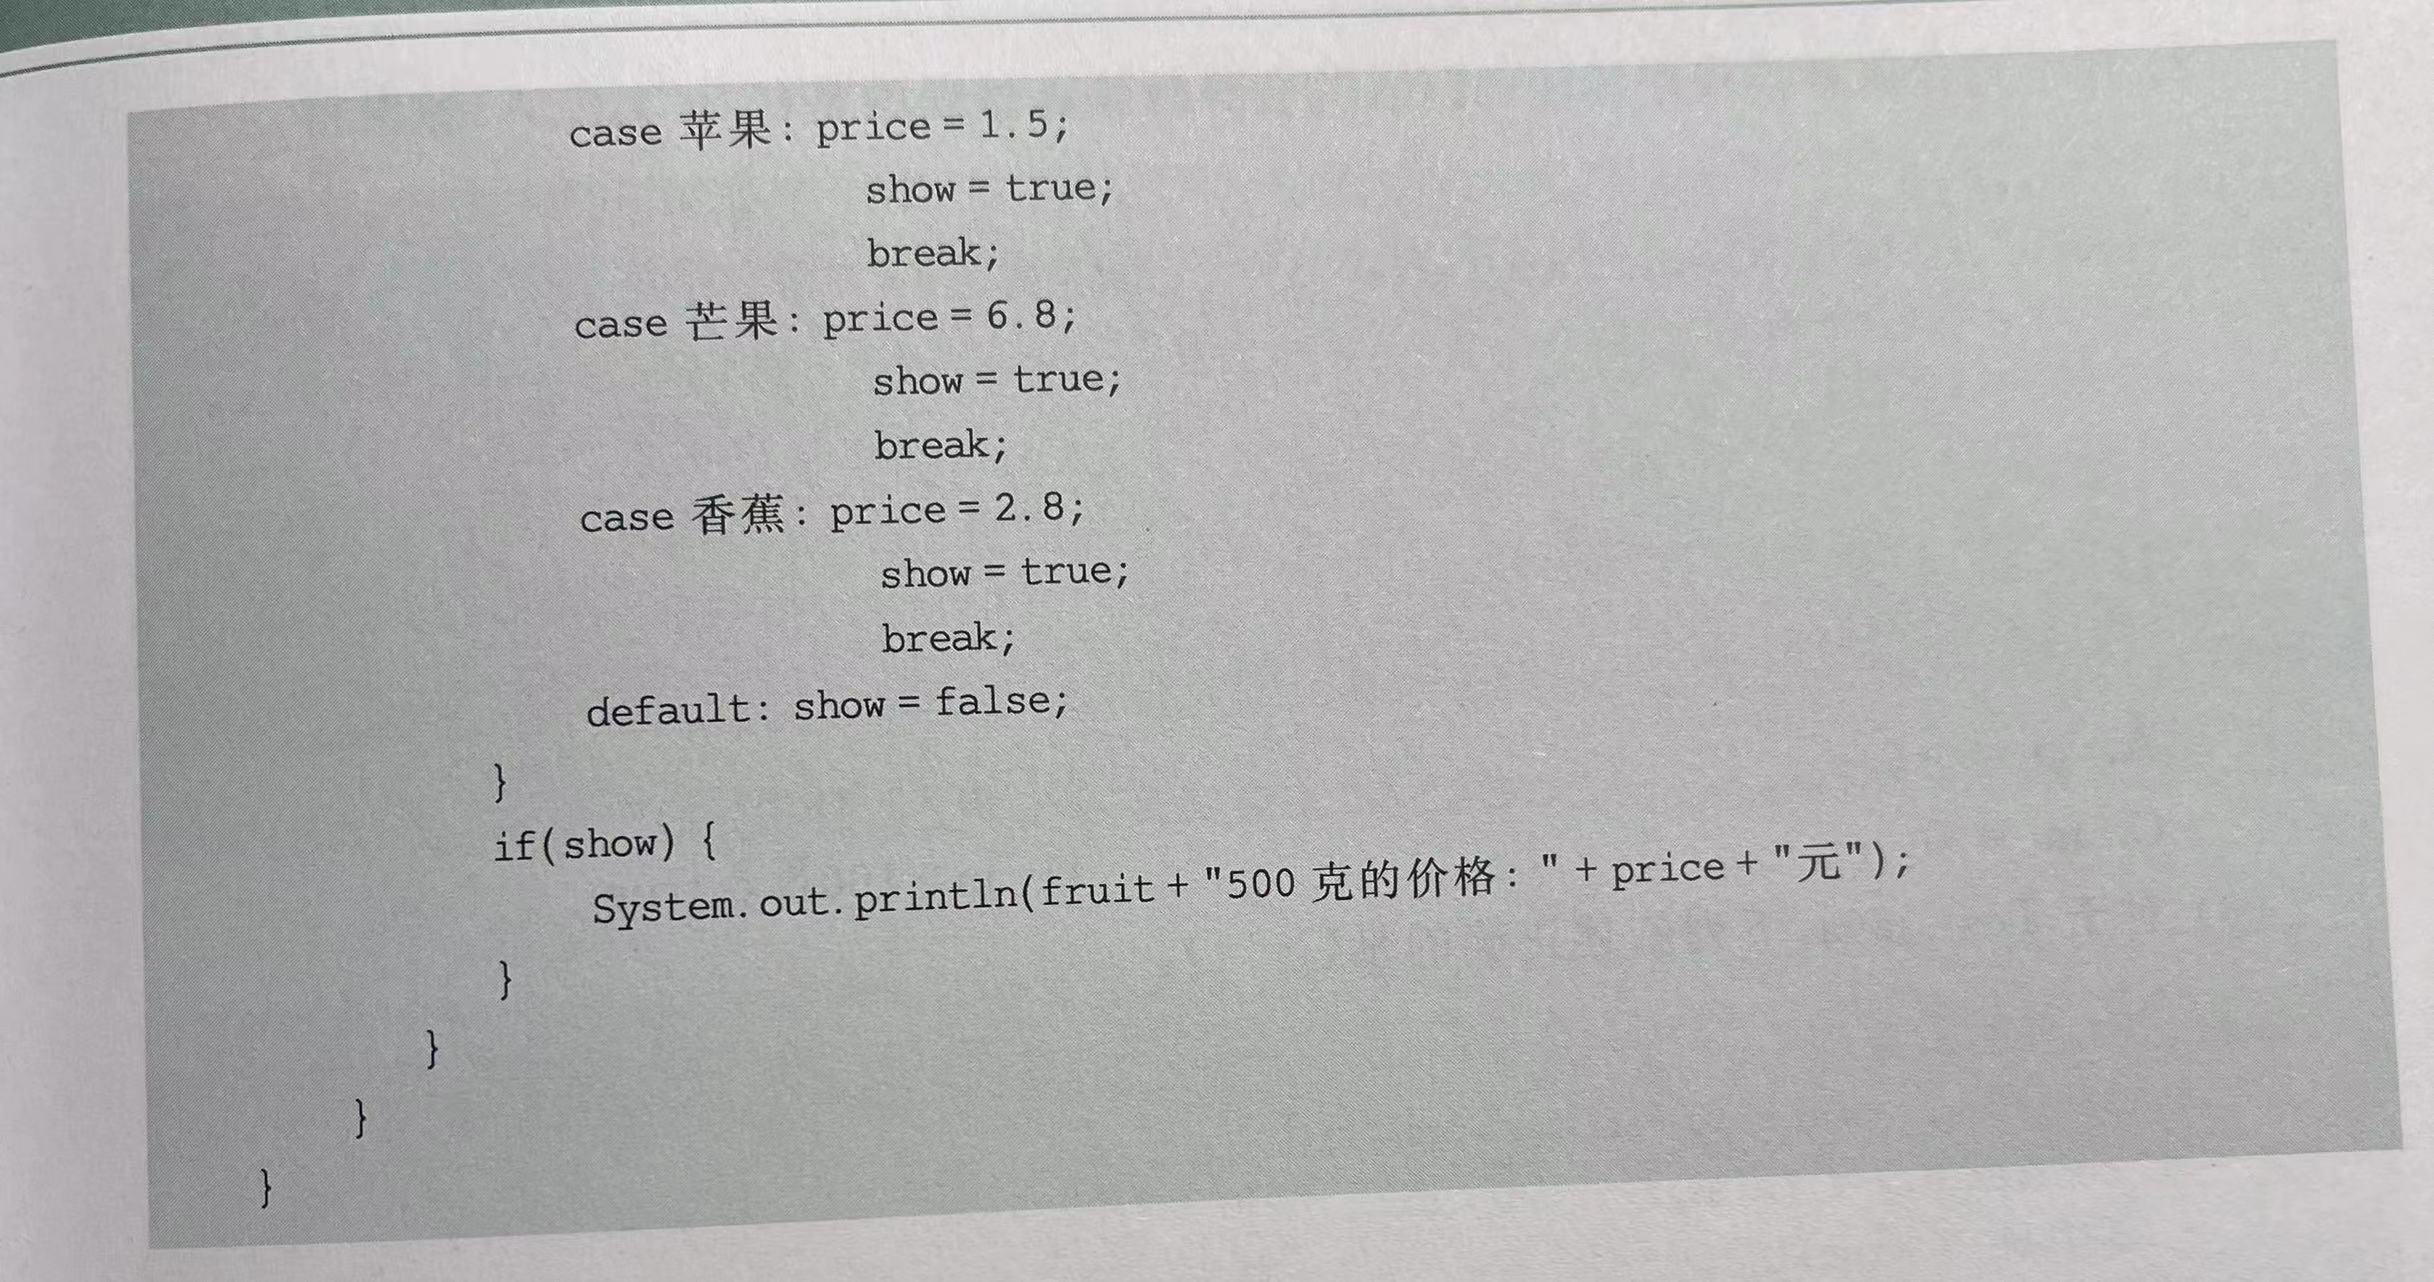 case 苹果: price = 1.5;
show = true;
break;
case 芒果: price = 6.8;
show = true;
break;
case 香蕉: price = 2.8;
show = true;
break;
default: show = false;
}
if(show) {
System.out.println(fruit + "500 克的价格: " + price + "元");
}
}
}
}